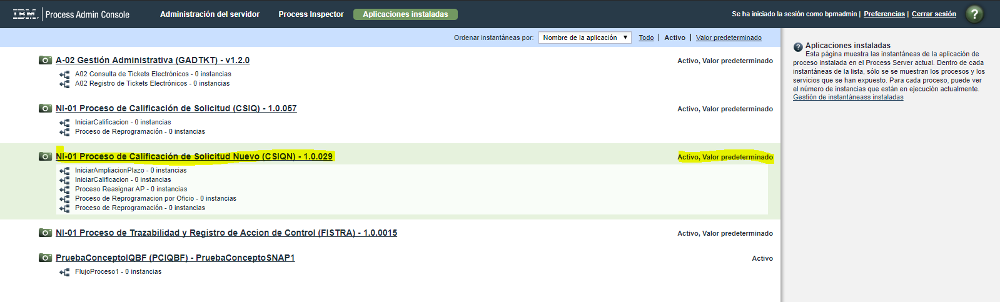 IBM. Process Admin Console Administración del servidor Process Inspector Aplicaciones instaladas Se ha iniciado la sesión como bpmadmin | Preferencias | Cerrar sesión ?
Ordenar instantáneas por: Nombre de la aplicación ▼ Todo | Activo | Valor predeterminado
A-02 Gestión Administrativa (GADTKT) - v1.2.0 Activo, Valor predeterminado
A02 Consulta de Tickets Electrónicos - 0 instancias
A02 Registro de Tickets Electrónicos - 0 instancias
NI-01 Proceso de Calificación de Solicitud (CSIQ) - 1.0.057 Activo, Valor predeterminado
IniciarCalificacion - 0 instancias
Proceso de Reprogramación - 0 instancias
NI-01 Proceso de Calificación de Solicitud Nuevo (CSIQN) - 1.0.029 Activo, Valor predeterminado
IniciarAmpliacionPlazo - 0 instancias
IniciarCalificacion - 0 instancias
Proceso Reasignar AP - 0 instancias
Proceso de Reprogramacion por Oficio - 0 instancias
Proceso de Reprogramación - 0 instancias
NI-01 Proceso de Trazabilidad y Registro de Accion de Control (FISTRA) - 1.0.0015 Activo, Valor predeterminado
PruebaConceptoIQBF (PCIQBF) - PruebaConceptoSNAP1 Activo
FlujoProceso1 - 0 instancias
? Aplicaciones instaladas
Esta página muestra las instantáneas de la aplicación de
proceso instalada en el Process Server actual. Dentro de cada
instantáneas de la lista, sólo se se muestran los procesos y los
servicios que se han expuesto. Para cada proceso, puede ver
el número de instancias que están en ejecución actualmente.
Gestión de instantáneass instaladas